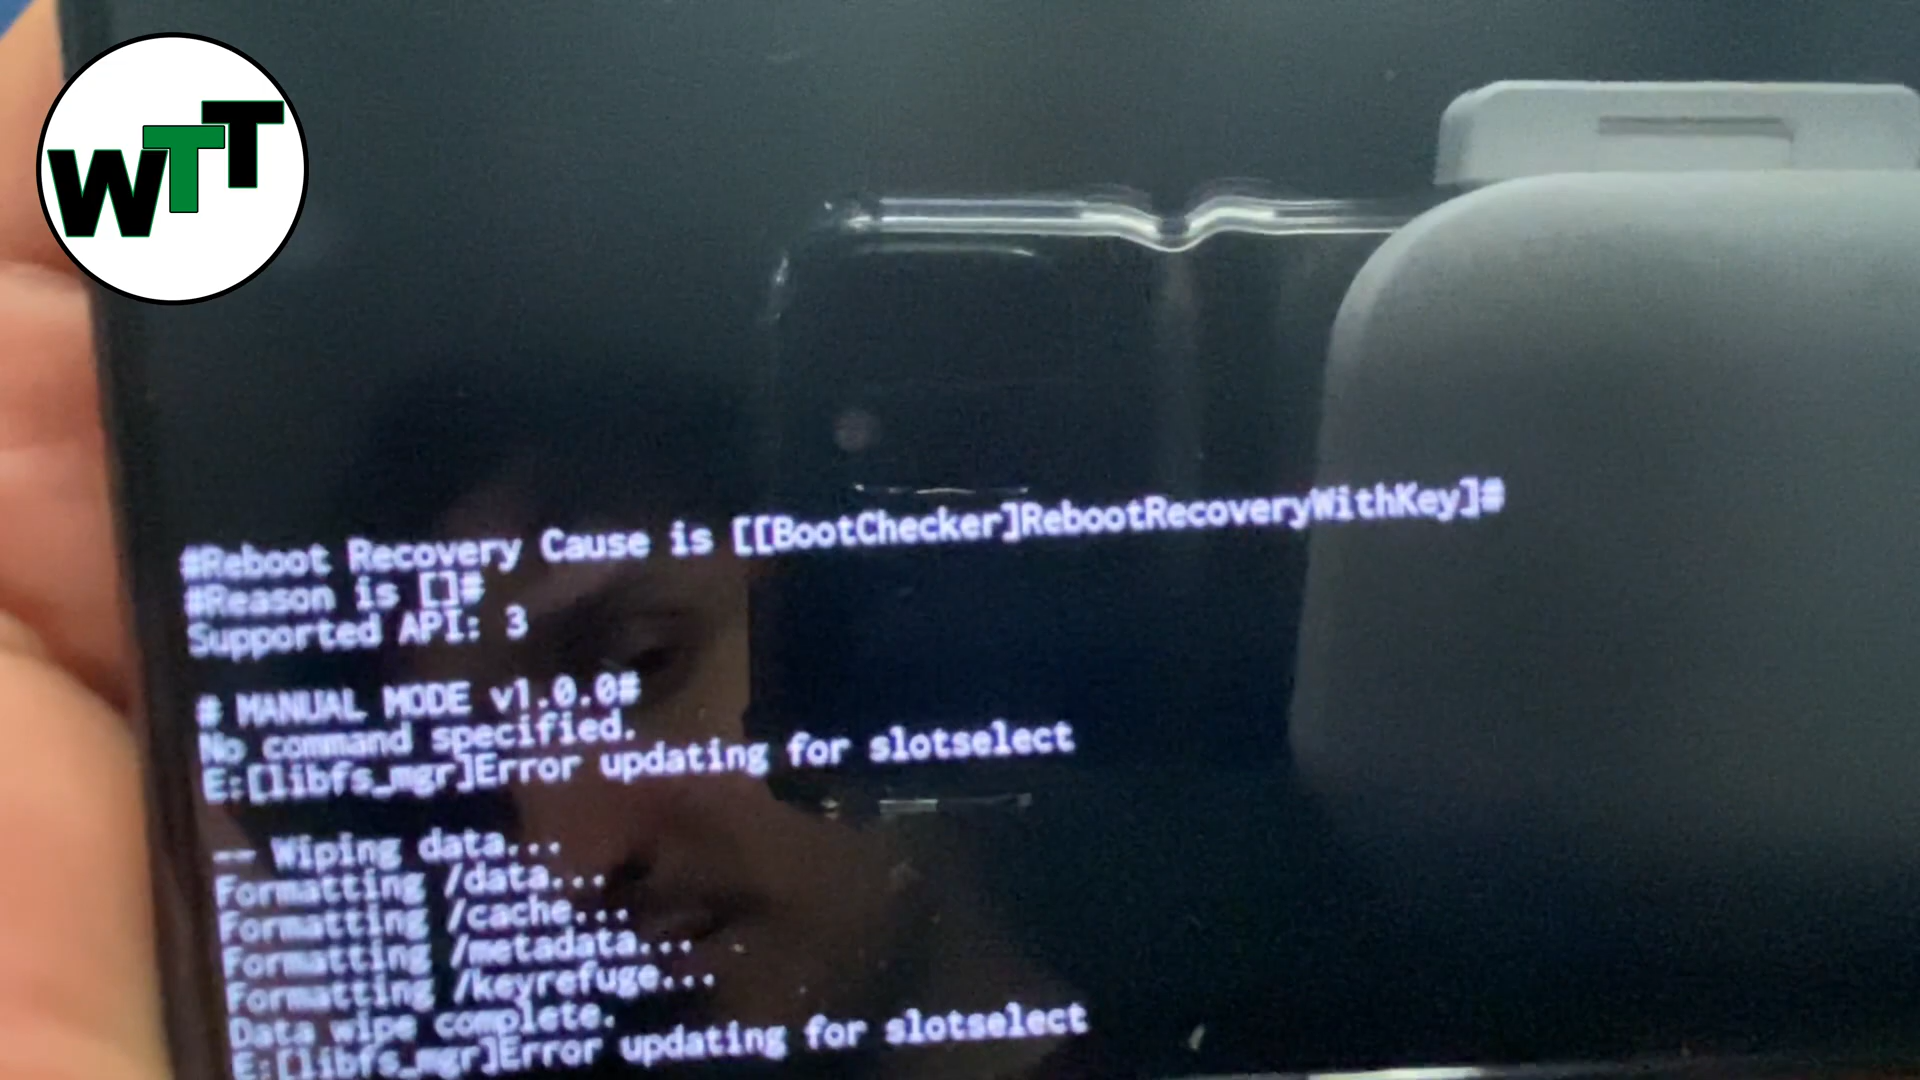 WTT
#Reboot Recovery Cause is [[BootChecker]RebootRecoveryWithKey]#
#Reason is []#
Supported API: 3
# MANUAL MODE v1.0.0#
No command specified.
E:[libfs_mgr]Error updating for slotselect
-- Wiping data...
Formatting /data...
Formatting /cache...
Formatting /metadata...
Formatting /keyrefuge...
Data wipe complete.
E:[libfs_mgr]Error updating for slotselect